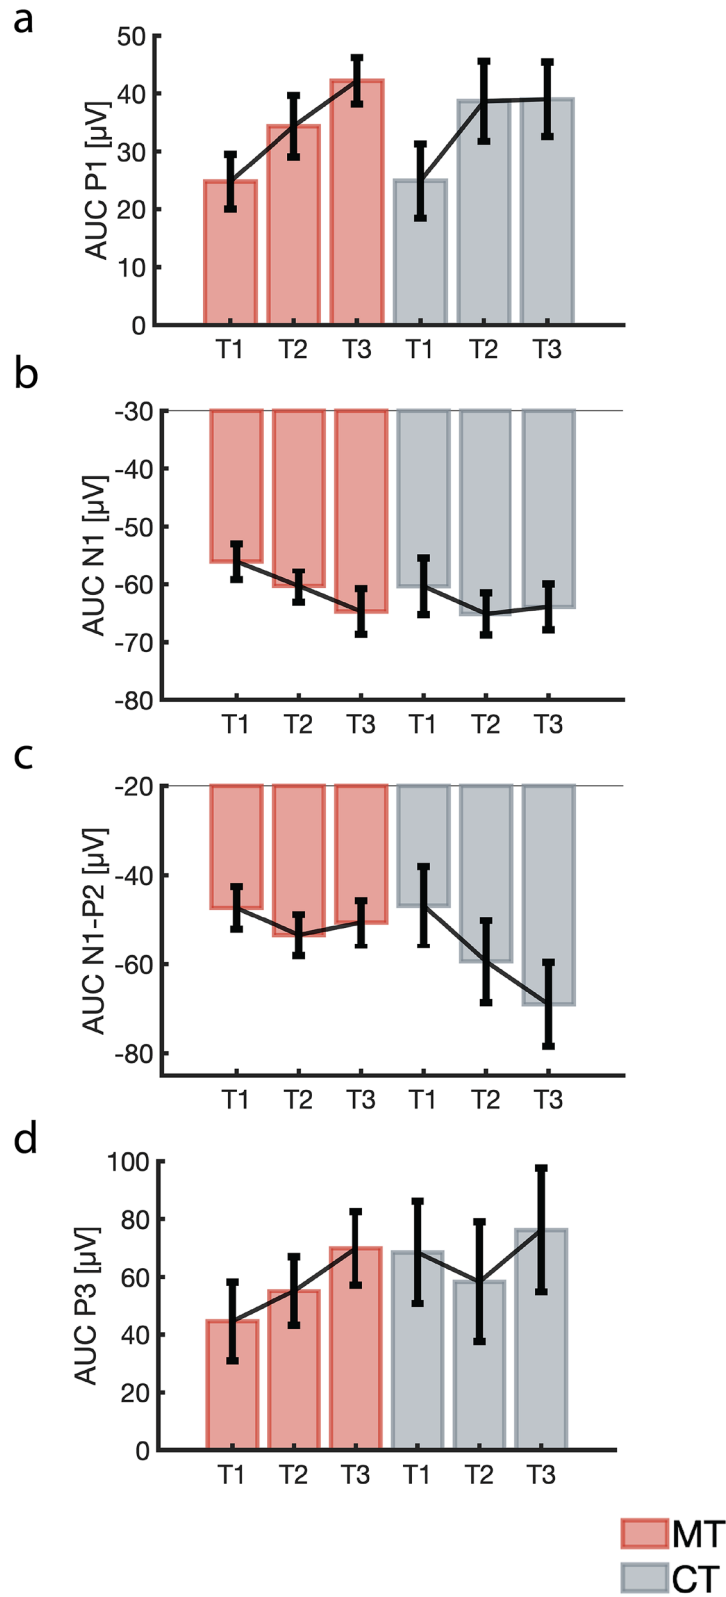 a
50
40
30
20
10
0
AUC P1 [µV]
T1 T2 T3 T1 T2 T3
b
-30
-40
-50
-60
-70
-80
AUC N1 [µV]
T1 T2 T3 T1 T2 T3
c
-20
-40
-60
-80
AUC N1-P2 [µV]
T1 T2 T3 T1 T2 T3
d
100
80
60
40
20
0
AUC P3 [µV]
T1 T2 T3 T1 T2 T3
MT
CT